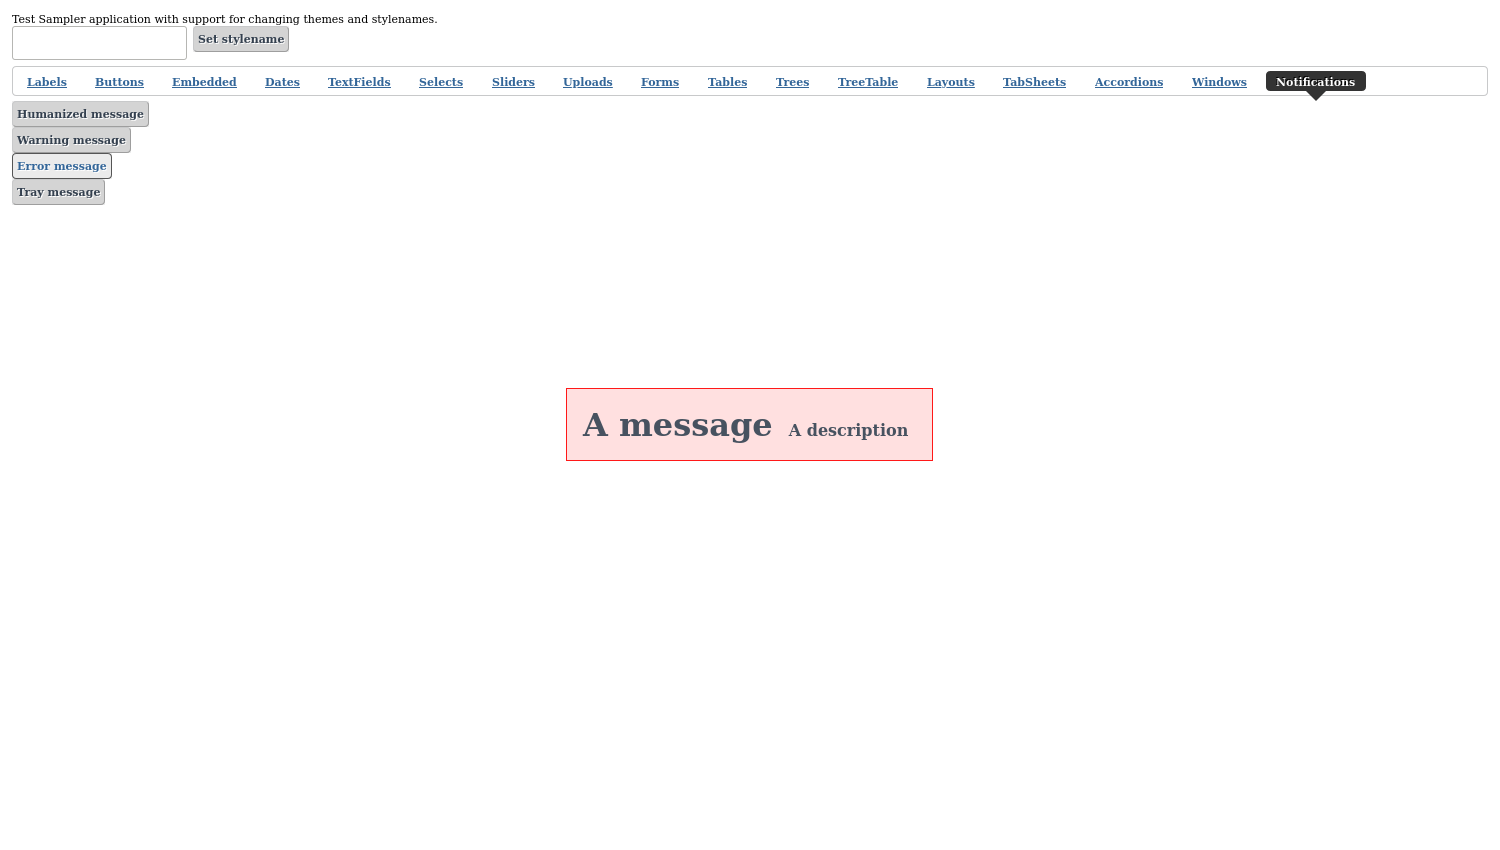 Test Sampler application with support for changing themes and stylenames.
Set stylename
Labels Buttons Embedded Dates TextFields Selects Sliders Uploads Forms Tables Trees TreeTable Layouts TabSheets Accordions Windows Notifications
Humanized message
Warning message
Error message
Tray message
A message A description